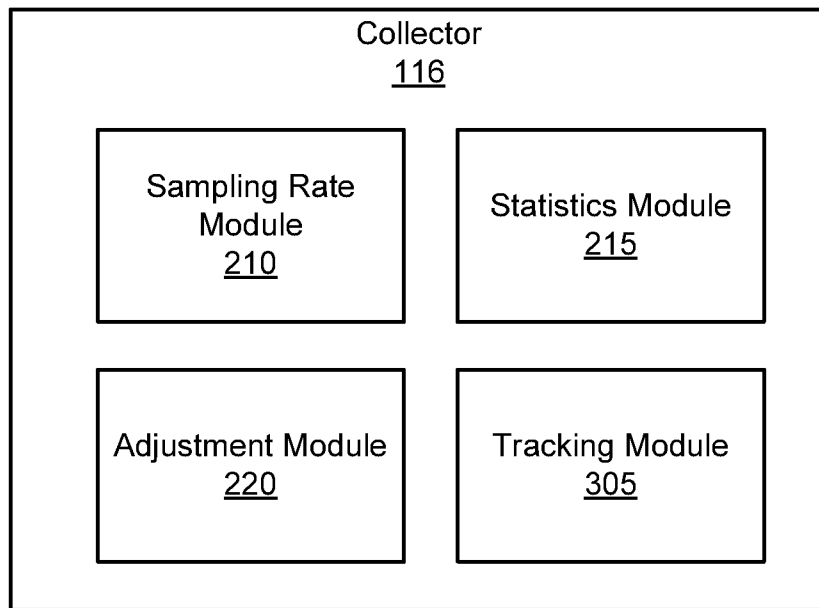 Collector
116
Sampling Rate
Module
210
Statistics Module
215
Adjustment Module
220
Tracking Module
305